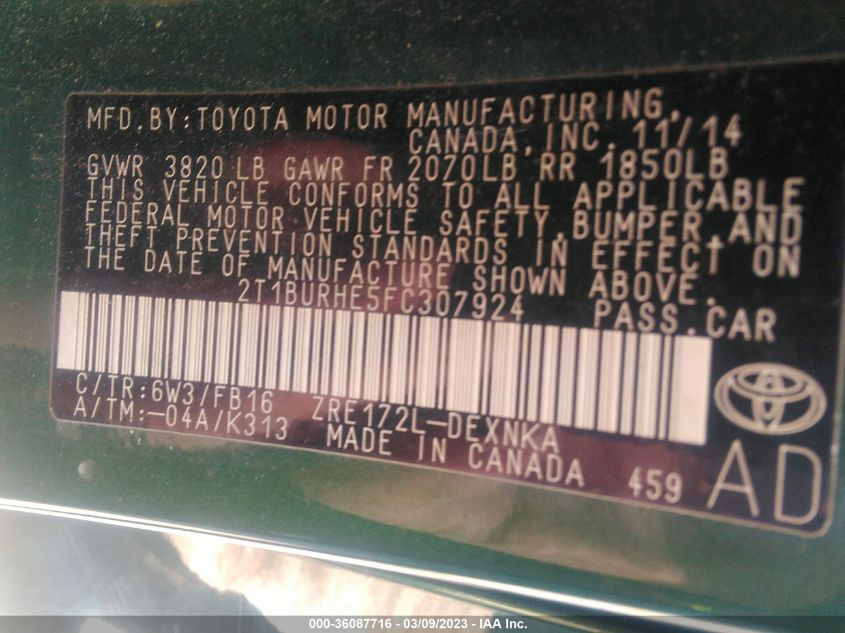 MFD. BY: TOYOTA MOTOR MANUFACTURING,
CANADA, INC. 11/14
GVWR 3820 LB GAWR FR 2070LB RR 1850LB
THIS VEHICLE CONFORMS TO ALL APPLICABLE
FEDERAL MOTOR VEHICLE SAFETY, BUMPER, AND
THEFT PREVENTION STANDARDS IN EFFECT ON
THE DATE OF MANUFACTURE SHOWN ABOVE.
2T1BURHE5FC307924 PASS.CAR
C/TR:6W3/FB16 ZRE172L-DEXNKA
A/TM:-04A/K313 MADE IN CANADA 459 AD
000-36087716 - 03/09/2023 - IAA Inc.